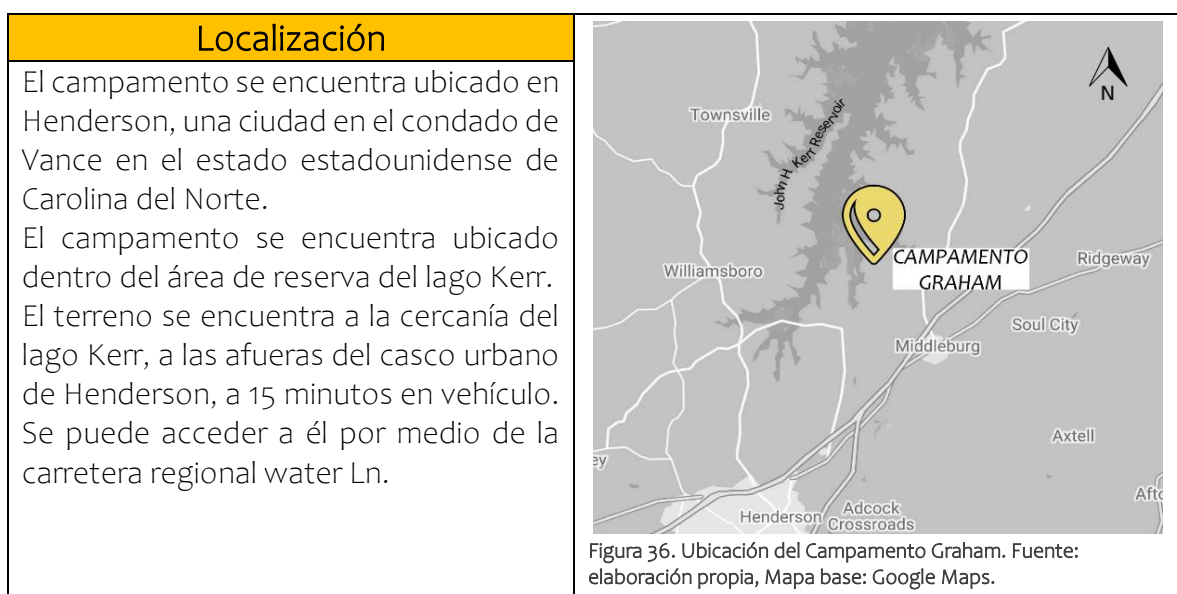 Localización
El campamento se encuentra ubicado en
Henderson, una ciudad en el condado de
Vance en el estado estadounidense de
Carolina del Norte.
El campamento se encuentra ubicado
dentro del área de reserva del lago Kerr.
El terreno se encuentra a la cercanía del
lago Kerr, a las afueras del casco urbano
de Henderson, a 15 minutos en vehículo.
Se puede acceder a él por medio de la
carretera regional water Ln.
N
Townsville
John H. Kerr Reservoir
Williamsboro
CAMPAMENTO
GRAHAM
Ridgeway
Soul City
Middleburg
Axtell
ey
Afto
Henderson
Adcock
Crossroads
Figura 36. Ubicación del Campamento Graham. Fuente:
elaboración propia, Mapa base: Google Maps.